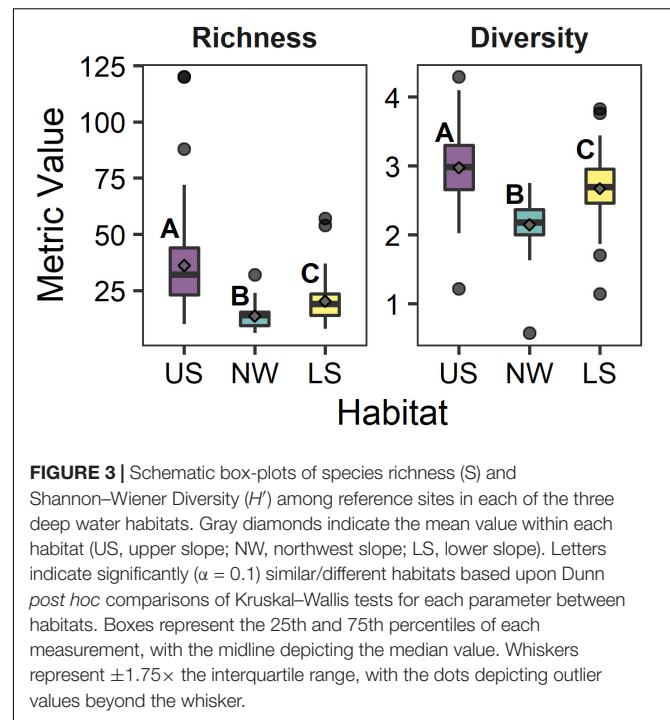 Richness Diversity
125
100
75
50
25
4
3
2
1
Metric Value
A
B
C
A
B
C
US NW LS US NW LS
Habitat
FIGURE 3 | Schematic box-plots of species richness (S) and
Shannon–Wiener Diversity (H′) among reference sites in each of the three
deep water habitats. Gray diamonds indicate the mean value within each
habitat (US, upper slope; NW, northwest slope; LS, lower slope). Letters
indicate significantly (α = 0.1) similar/different habitats based upon Dunn
post hoc comparisons of Kruskal–Wallis tests for each parameter between
habitats. Boxes represent the 25th and 75th percentiles of each
measurement, with the midline depicting the median value. Whiskers
represent ±1.75× the interquartile range, with the dots depicting outlier
values beyond the whisker.